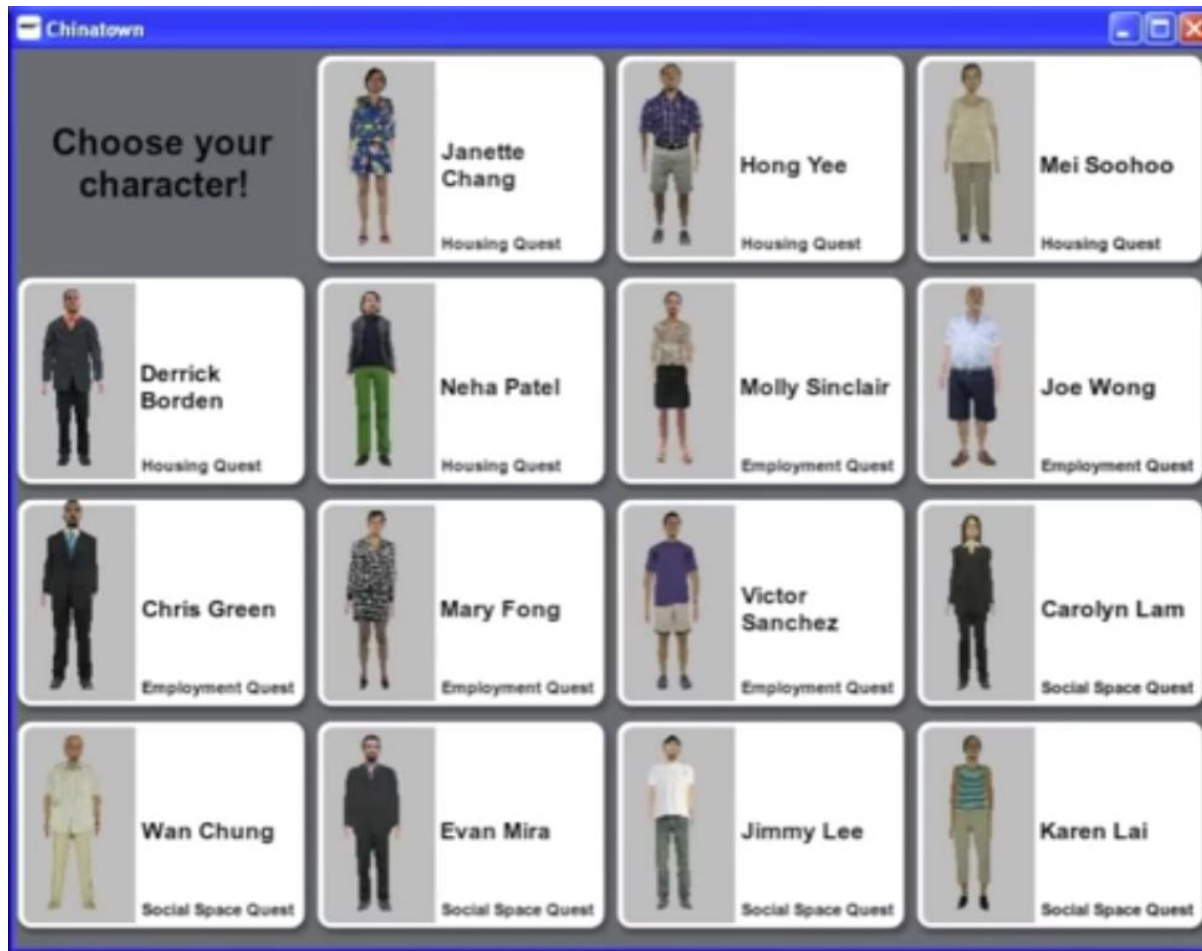 Chinatown
Choose your
character!
Janette
Chang
Housing Quest
Hong Yee
Housing Quest
Mei Soohoo
Housing Quest
Derrick
Borden
Housing Quest
Neha Patel
Housing Quest
Molly Sinclair
Employment Quest
Joe Wong
Employment Quest
Chris Green
Employment Quest
Mary Fong
Employment Quest
Victor
Sanchez
Employment Quest
Carolyn Lam
Social Space Quest
Wan Chung
Social Space Quest
Evan Mira
Social Space Quest
Jimmy Lee
Social Space Quest
Karen Lai
Social Space Quest